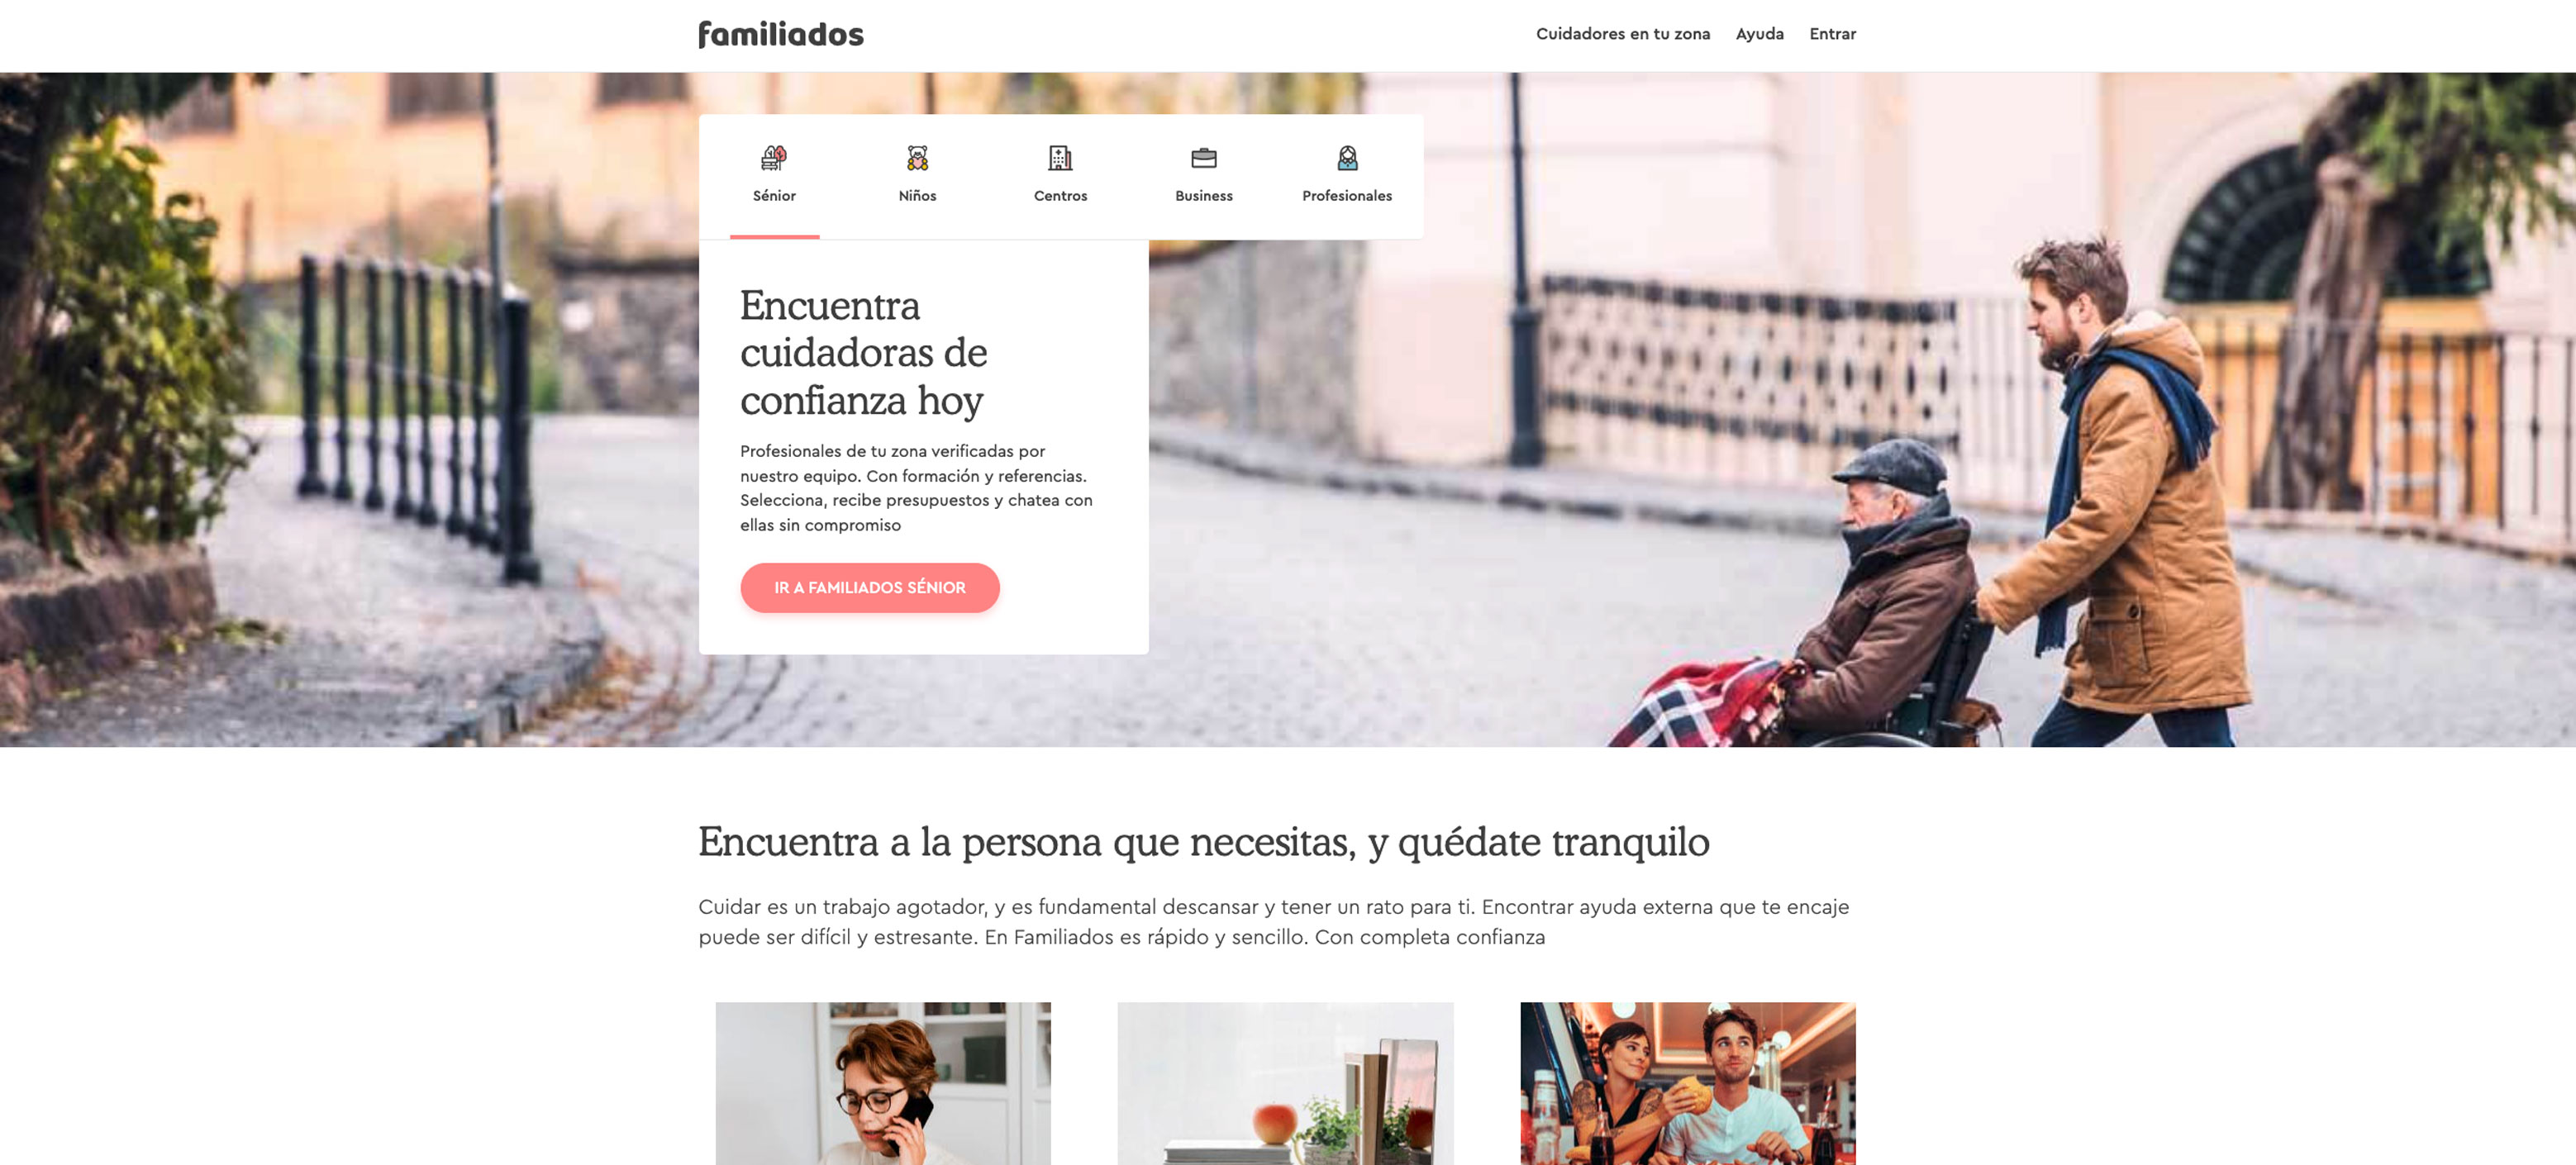 familiados
Cuidadores en tu zona Ayuda Entrar
Sénior Niños Centros Business Profesionales
Encuentra
cuidadoras de
confianza hoy
Profesionales de tu zona verificadas por
nuestro equipo. Con formación y referencias.
Selecciona, recibe presupuestos y chatea con
ellas sin compromiso
IR A FAMILIADOS SÉNIOR
Encuentra a la persona que necesitas, y quédate tranquilo
Cuidar es un trabajo agotador, y es fundamental descansar y tener un rato para ti. Encontrar ayuda externa que te encaje
puede ser difícil y estresante. En Familiados es rápido y sencillo. Con completa confianza